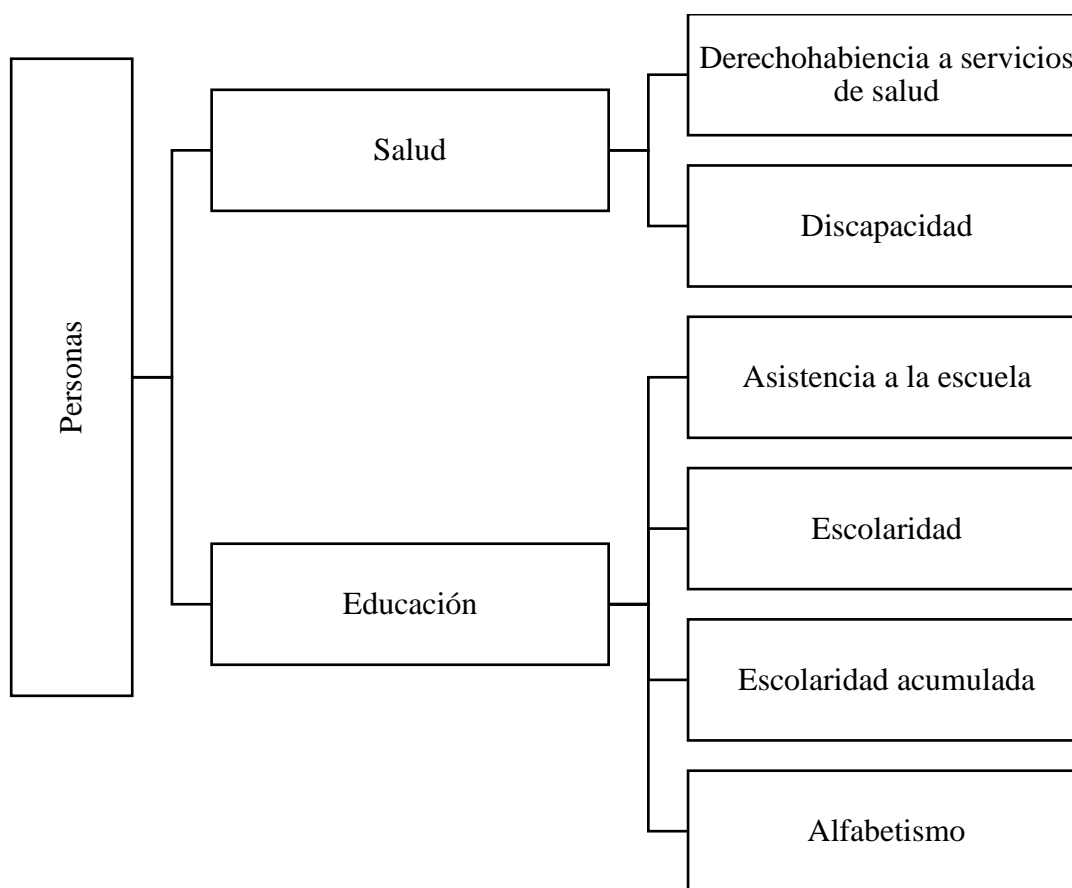 Personas
Salud
Derechohabiencia a servicios
de salud
Discapacidad
Educación
Asistencia a la escuela
Escolaridad
Escolaridad acumulada
Alfabetismo